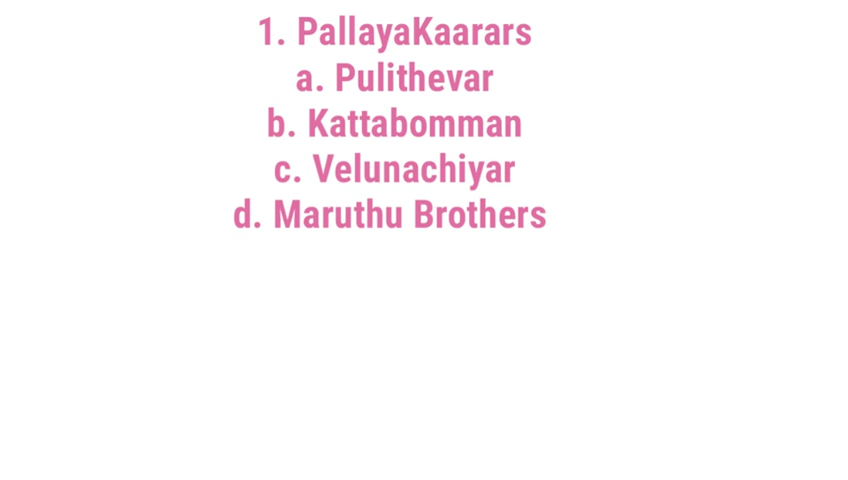 1. PallayaKaarars
a. Pulithevar
b. Kattabomman
c. Velunachiyar
d. Maruthu Brothers